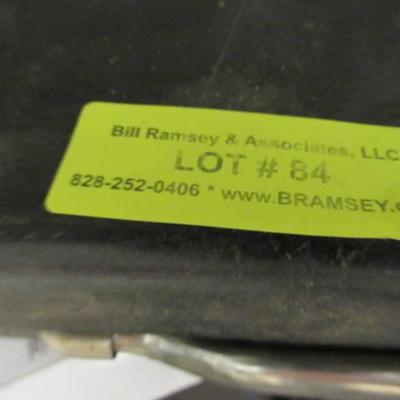 Bill Ramsey & Associates, LLC
LOT # 84
828-252-0406 * www.BRAMSEY.